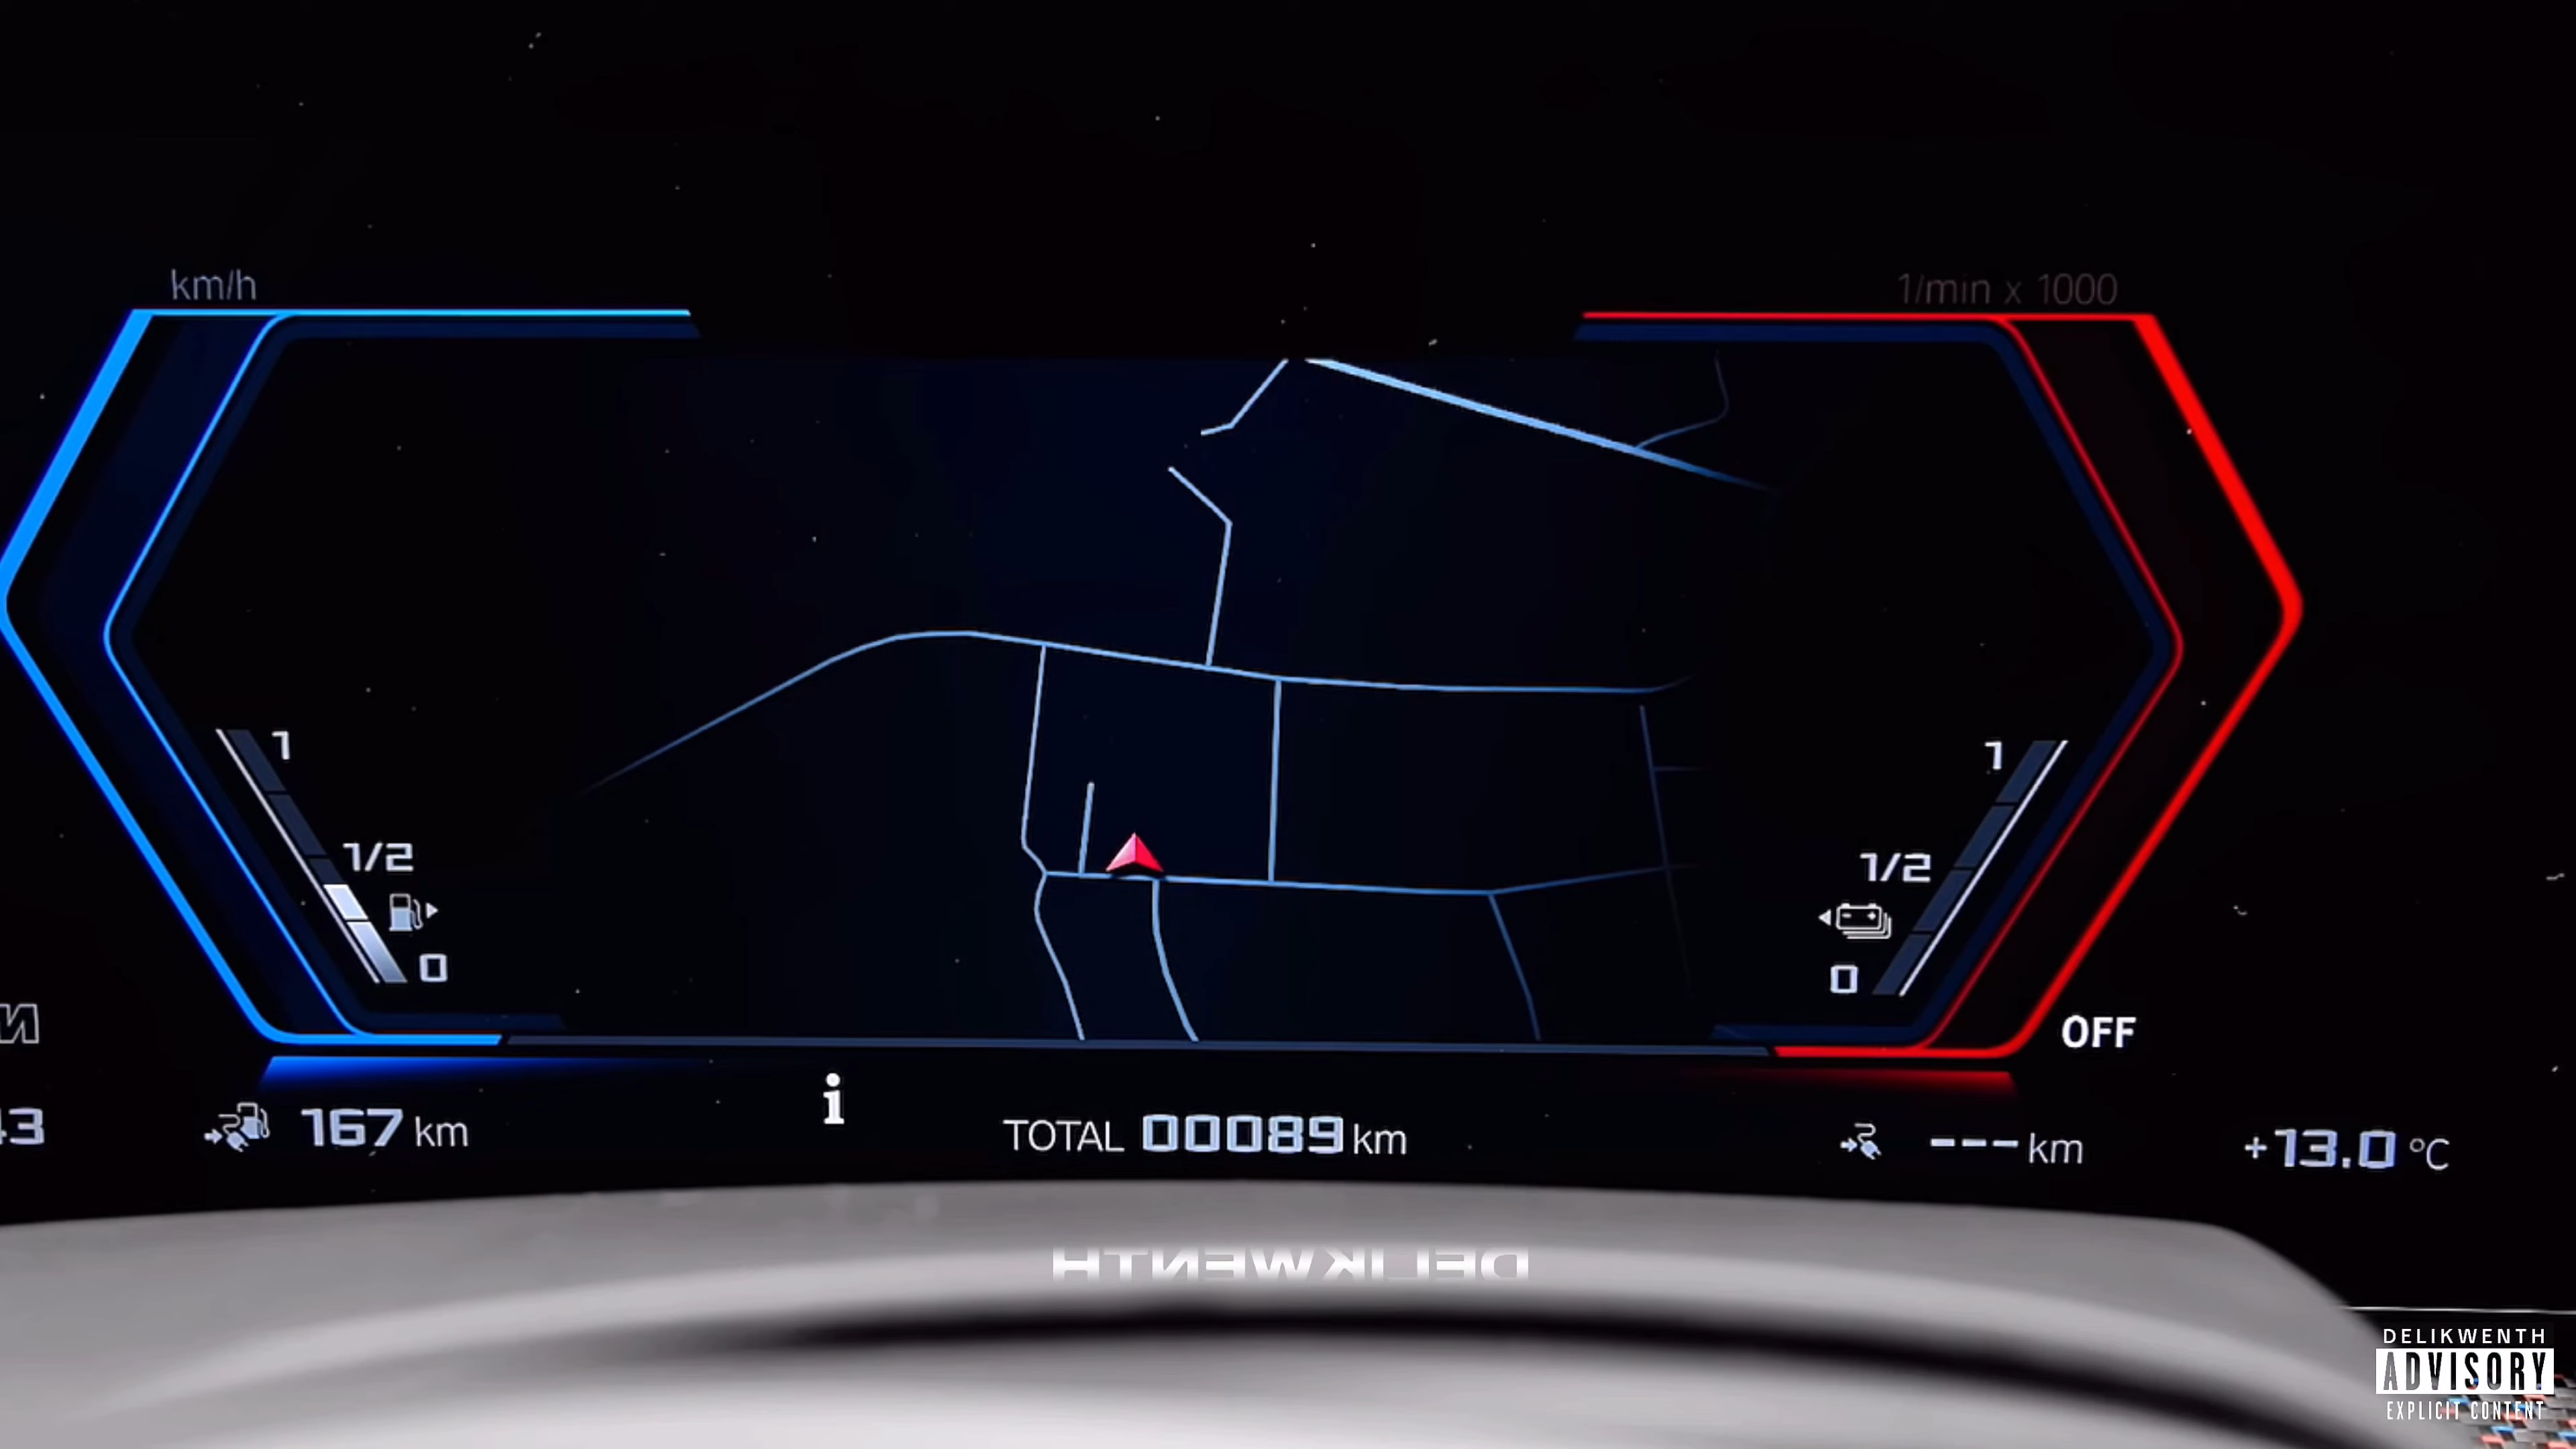 km/h
1/min x 1000
1
1
1/2
1/2
0
0
OFF
167 km
i
TOTAL 00089 km
--- km
+13.0 °C
DELIKWENTH
DELIKWENTH
ADVISORY
EXPLICIT CONTENT